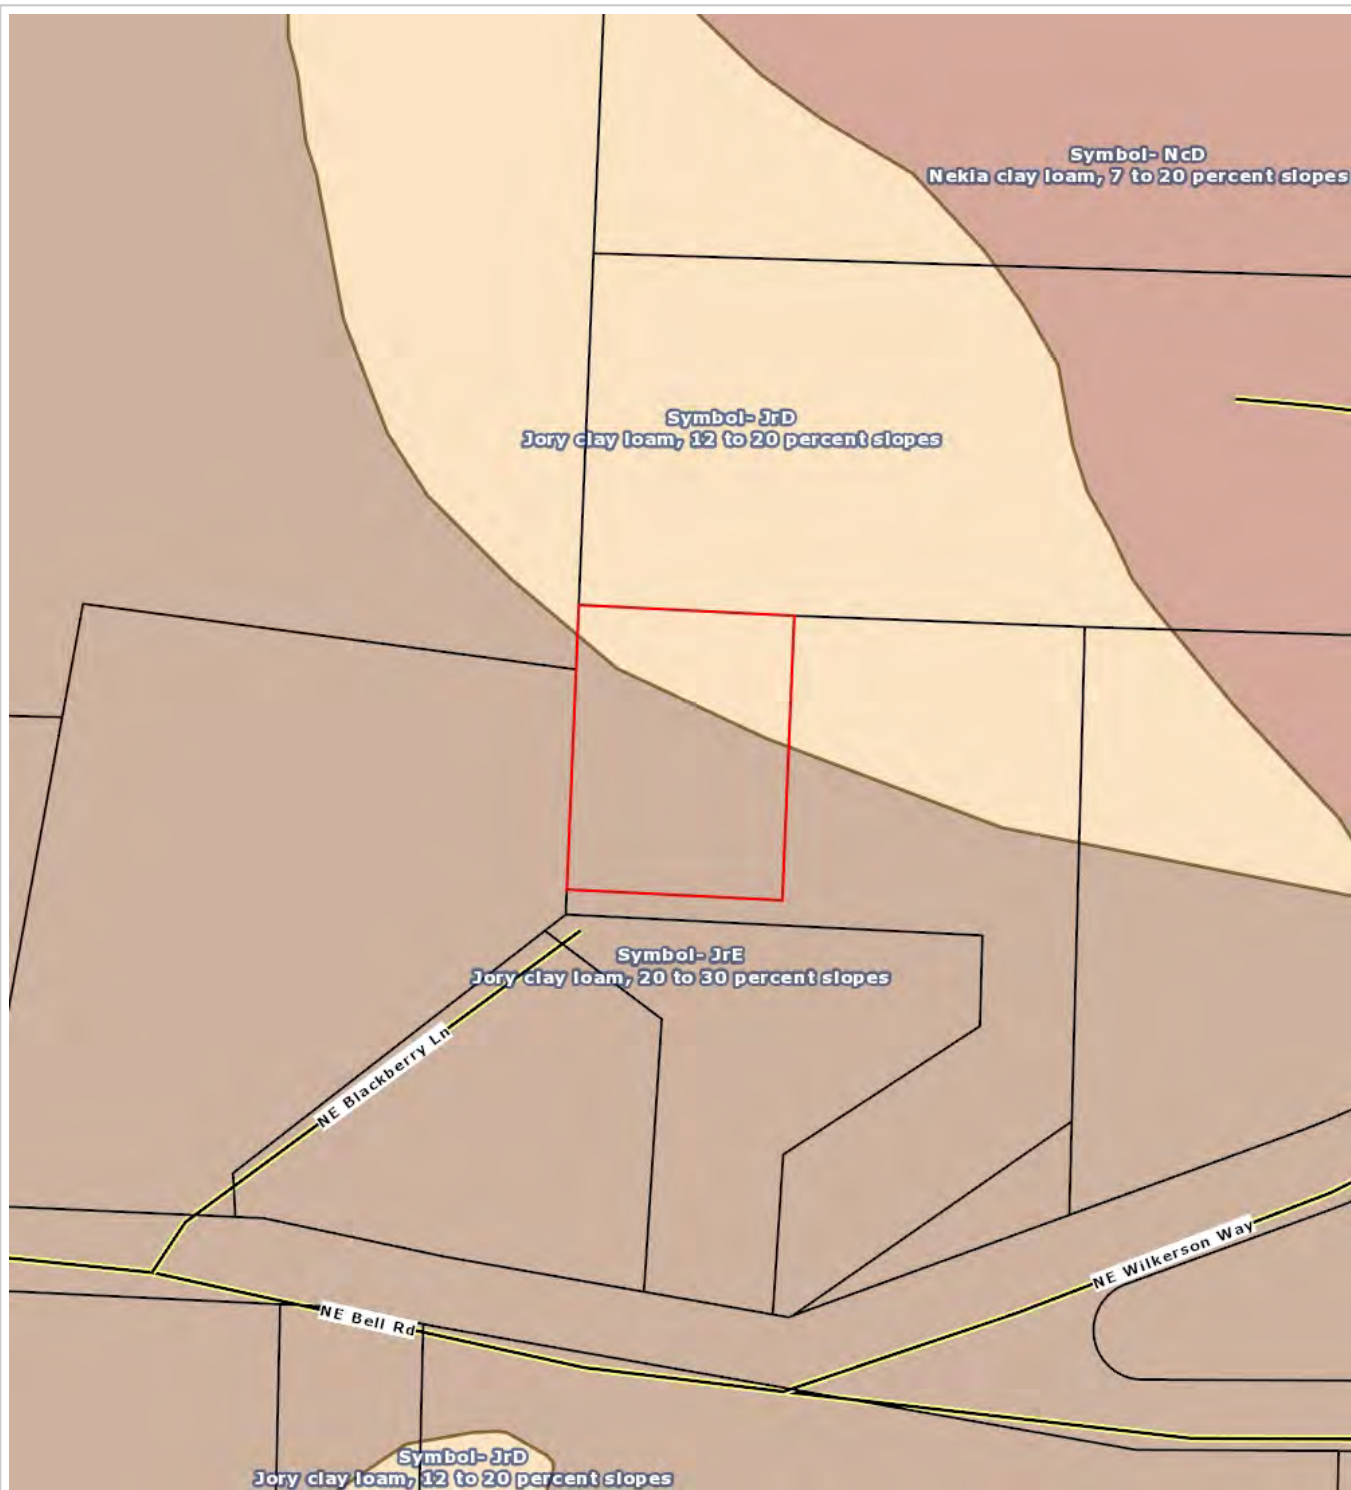 Symbol- NcD
Nekia clay loam, 7 to 20 percent slopes
Symbol- JrD
Jory clay loam, 12 to 20 percent slopes
Symbol- JrE
Jory clay loam, 20 to 30 percent slopes
NE Blackberry Ln
NE Wilkerson Way
NE Bell Rd
Symbol- JrD
Jory clay loam, 12 to 20 percent slopes